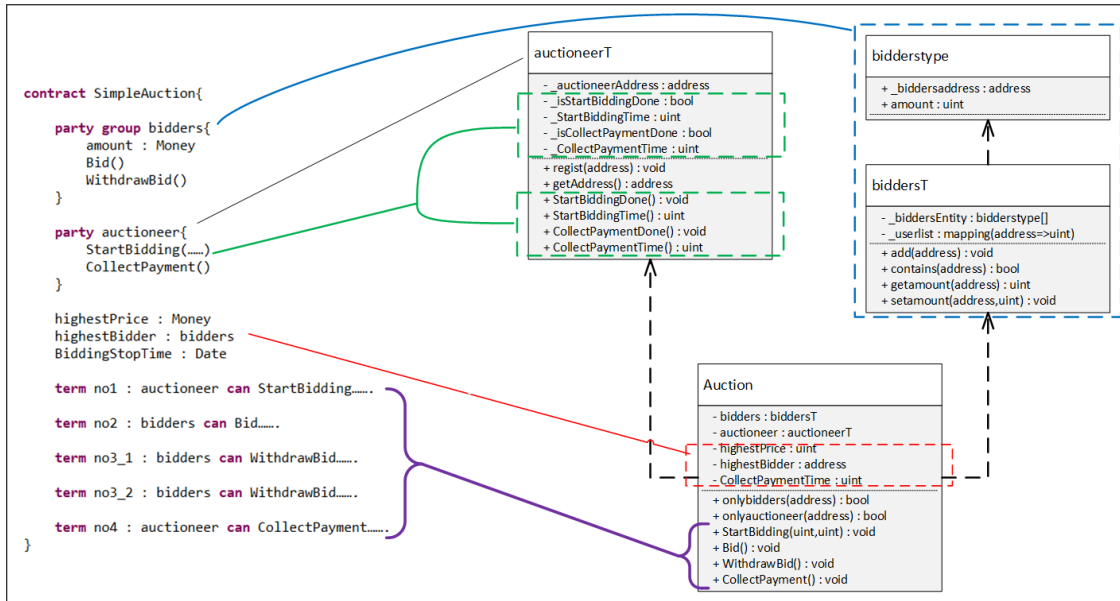 contract SimpleAuction{
party group bidders{
amount : Money
Bid()
WithdrawBid()
}
party auctioneer{
StartBidding(……)
CollectPayment()
}
highestPrice : Money
highestBidder : bidders
BiddingStopTime : Date
term no1 : auctioneer can StartBidding…….
term no2 : bidders can Bid…….
term no3_1 : bidders can WithdrawBid…….
term no3_2 : bidders can WithdrawBid…….
term no4 : auctioneer can CollectPayment…….
}
auctioneerT
- _auctioneerAddress : address
- _isStartBiddingDone : bool
- _StartBiddingTime : uint
- _isCollectPaymentDone : bool
- _CollectPaymentTime : uint
+ regist(address) : void
+ getAddress() : address
+ StartBiddingDone() : void
+ StartBiddingTime() : uint
+ CollectPaymentDone() : void
+ CollectPaymentTime() : uint
bidderstype
+ _biddersaddress : address
+ amount : uint
biddersT
- _biddersEntity : bidderstype[]
- _userlist : mapping(address=>uint)
+ add(address) : void
+ contains(address) : bool
+ getamount(address) : uint
+ setamount(address,uint) : void
Auction
- bidders : biddersT
- auctioneer : auctioneerT
- highestPrice : uint
- highestBidder : address
- CollectPaymentTime : uint
+ onlybidders(address) : bool
+ onlyauctioneer(address) : bool
+ StartBidding(uint,uint) : void
+ Bid() : void
+ WithdrawBid() : void
+ CollectPayment() : void